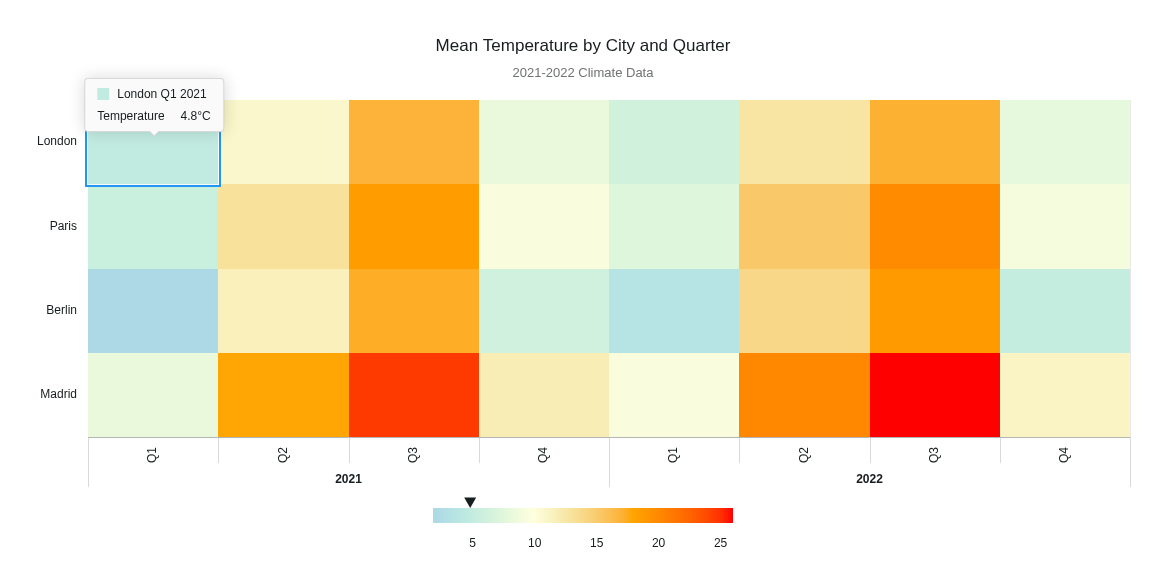 Mean Temperature by City and Quarter
2021-2022 Climate Data
London Q1 2021
Temperature 4.8°C
London
Paris
Berlin
Madrid
Q1 Q2 Q3 Q4 Q1 Q2 Q3 Q4
2021 2022
5 10 15 20 25